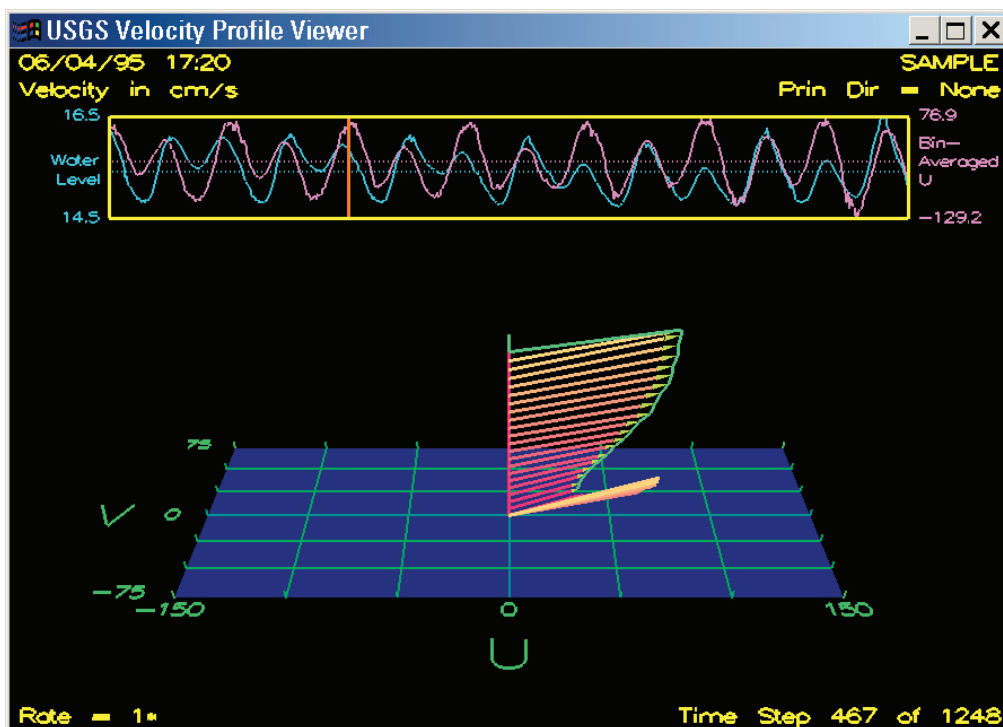 USGS Velocity Profile Viewer
06/04/95 17:20 SAMPLE
Velocity in cm/s Prin Dir = None
16.5 76.9
Water Level Bin-Averaged U
14.5 -129.2
75
V 0
-75
-150 0 150
U
Rate = 1* Time Step 467 of 1248